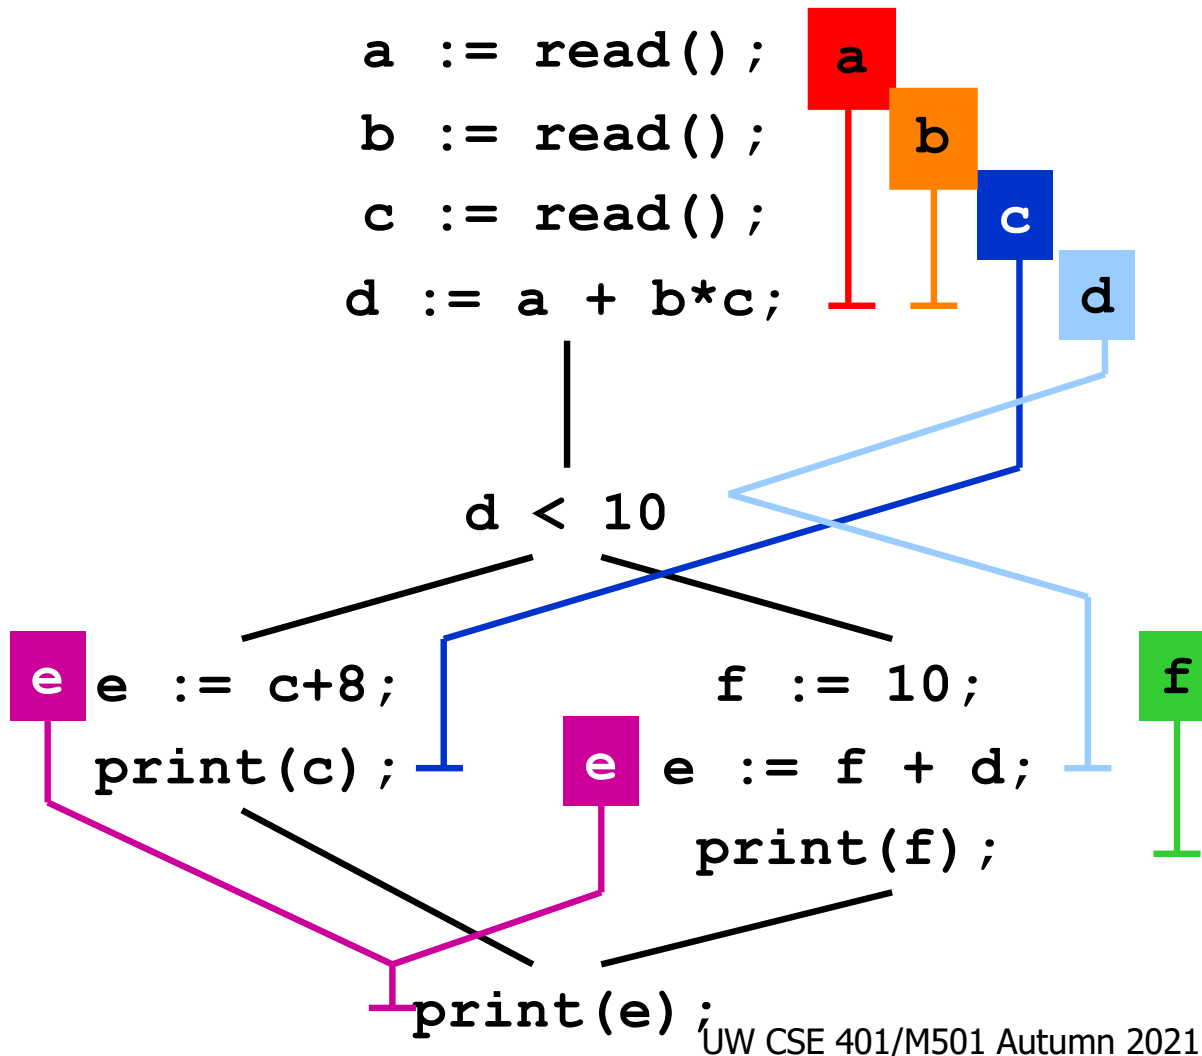 a := read(); a
b := read(); b
c := read(); c
d := a + b*c; d
d < 10
e e := c+8; f := 10; f
print(c); e e := f + d;
print(f);
print(e);
UW CSE 401/M501 Autumn 2021